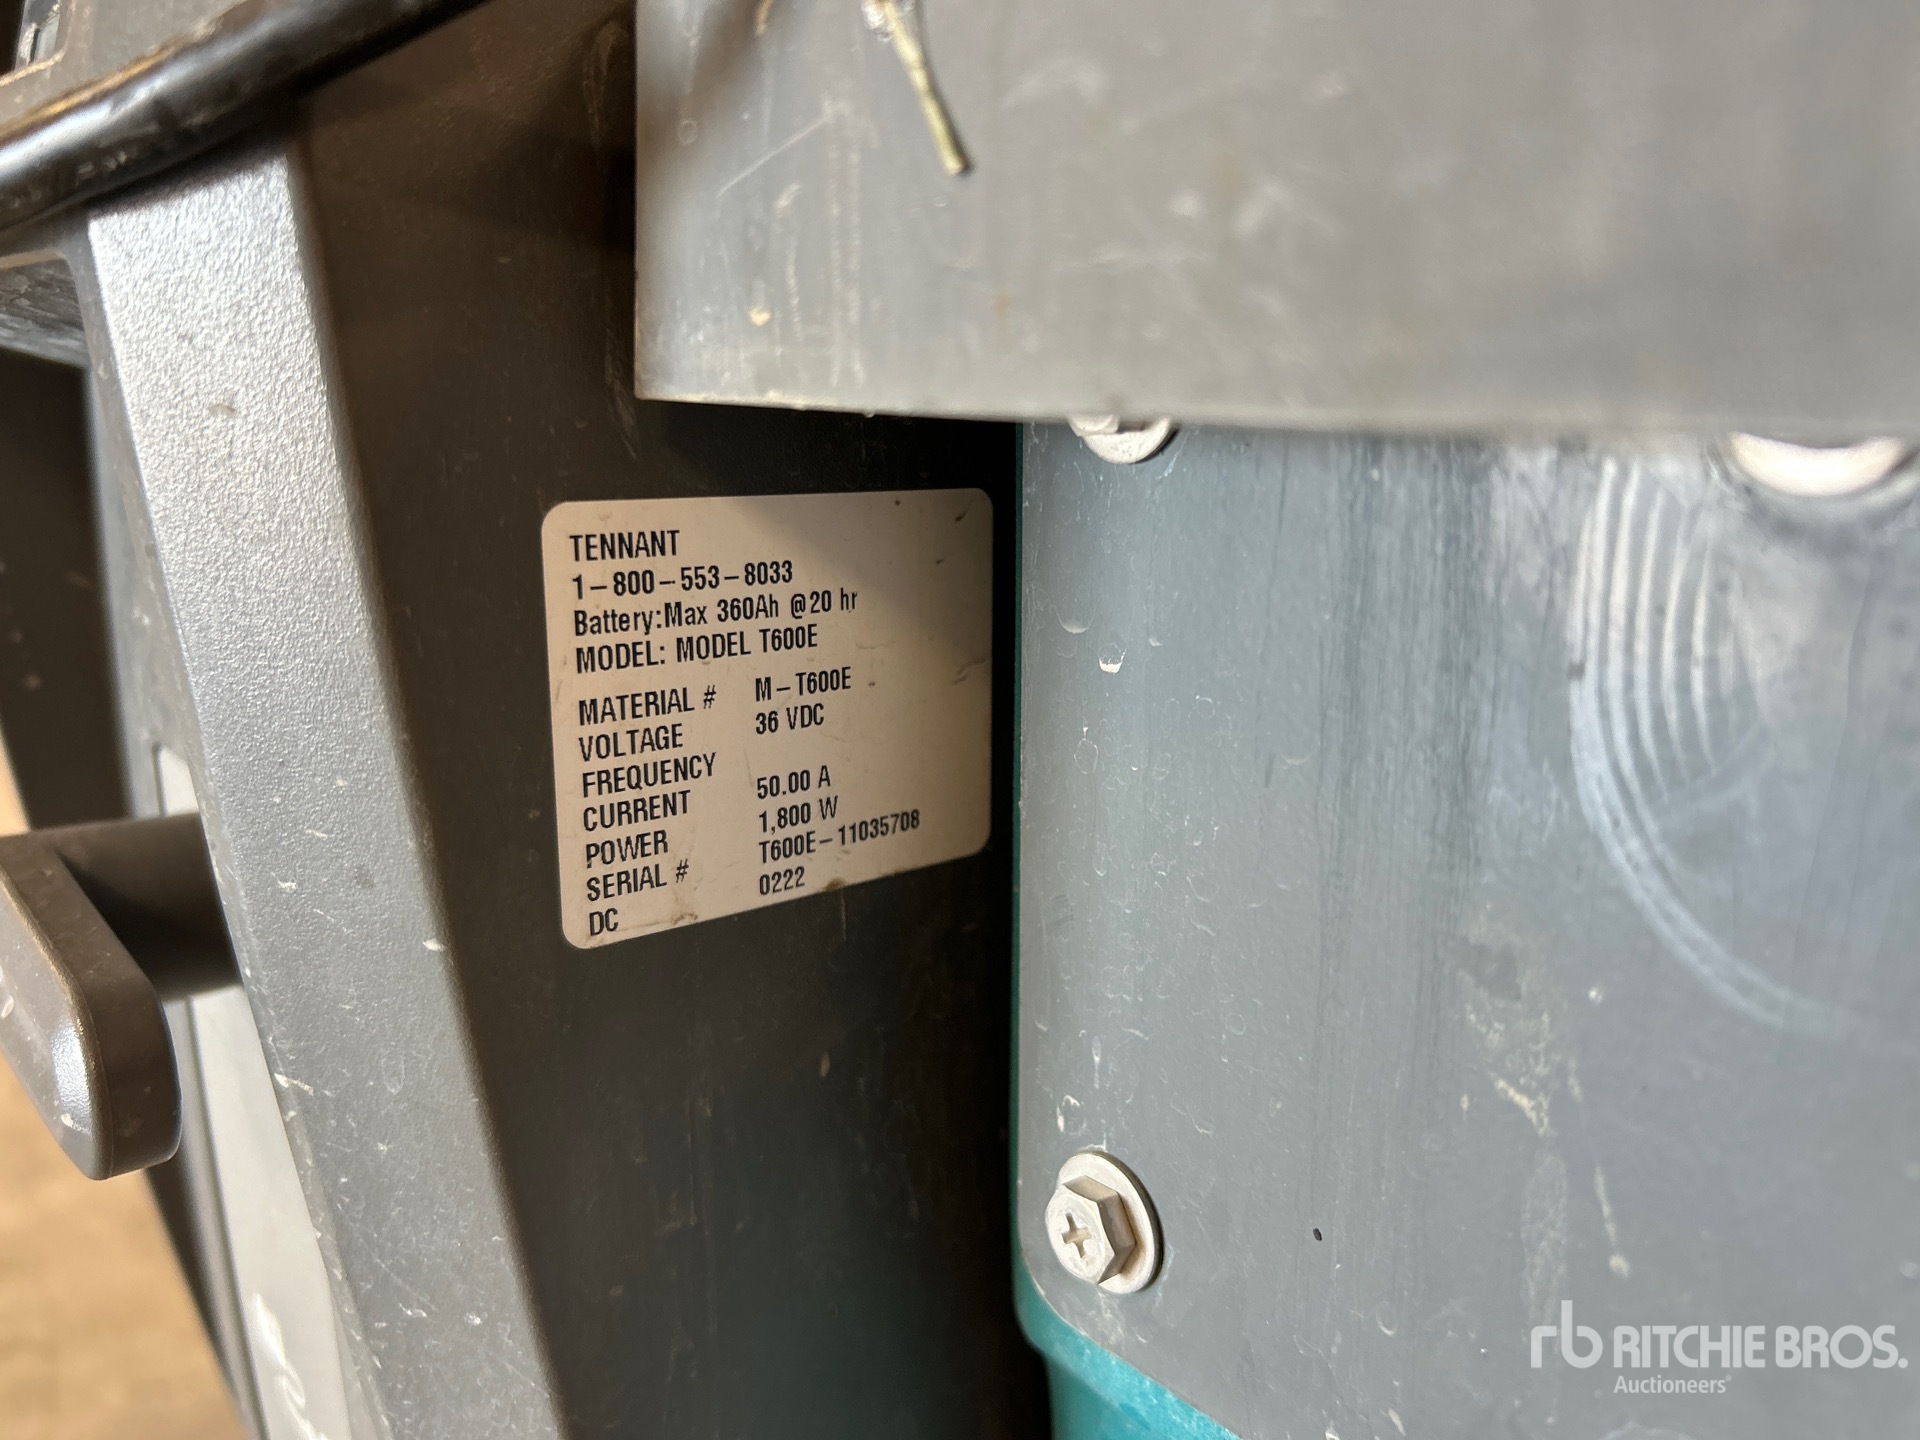 TENNANT
1-800-553-8033
Battery:Max 360Ah @20 hr
MODEL: MODEL T600E
MATERIAL # M-T600E
VOLTAGE 36 VDC
FREQUENCY
CURRENT 50.00 A
POWER 1,800 W
SERIAL # T600E-11035708
DC 0222
rb RITCHIE BROS.
Auctioneers